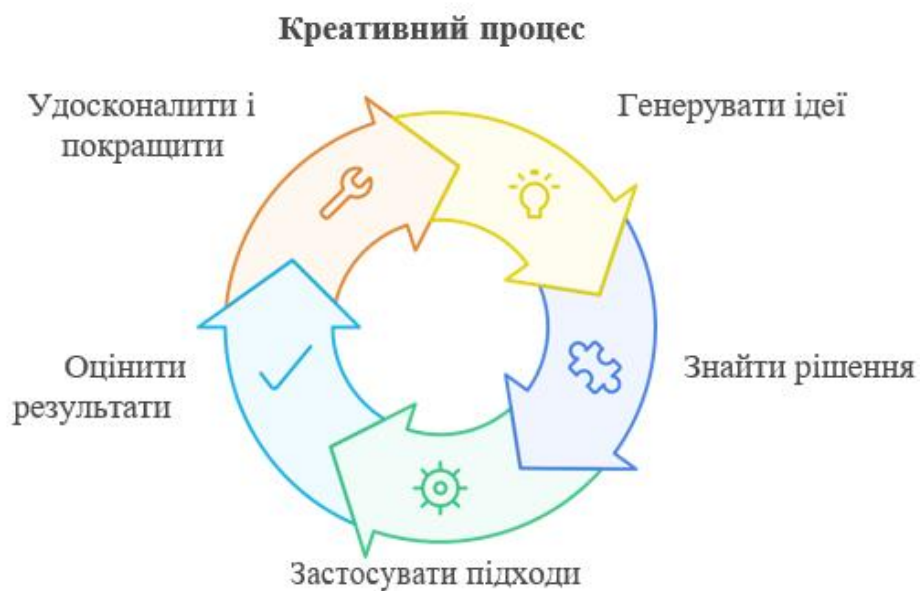 Креативний процес
Удосконалити і
покращити
Генерувати ідеї
Оцінити
результати
Знайти рішення
Застосувати підходи